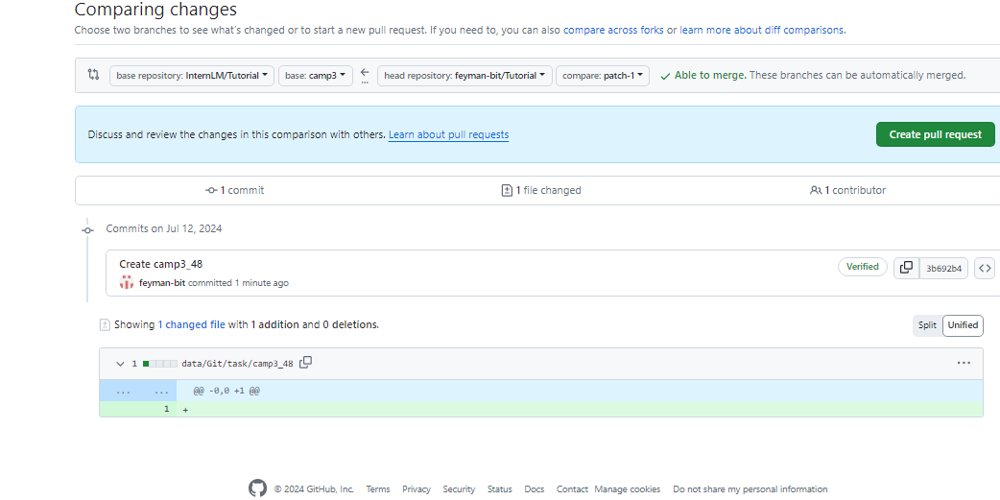 Comparing changes
Choose two branches to see what's changed or to start a new pull request. If you need to, you can also compare across forks or learn more about diff comparisons.
base repository: InternLM/Tutorial base: camp3 ← ... head repository: feyman-bit/Tutorial compare: patch-1 ✓ Able to merge. These branches can be automatically merged.
Discuss and review the changes in this comparison with others. Learn about pull requests Create pull request
1 commit 1 file changed 1 contributor
Commits on Jul 12, 2024
Create camp3_48
feyman-bit committed 1 minute ago Verified 3b692b4 <>
Showing 1 changed file with 1 addition and 0 deletions. Split Unified
1 data/Git/task/camp3_48 ...
... ... @@ -0,0 +1 @@
1 +
© 2024 GitHub, Inc. Terms Privacy Security Status Docs Contact Manage cookies Do not share my personal information